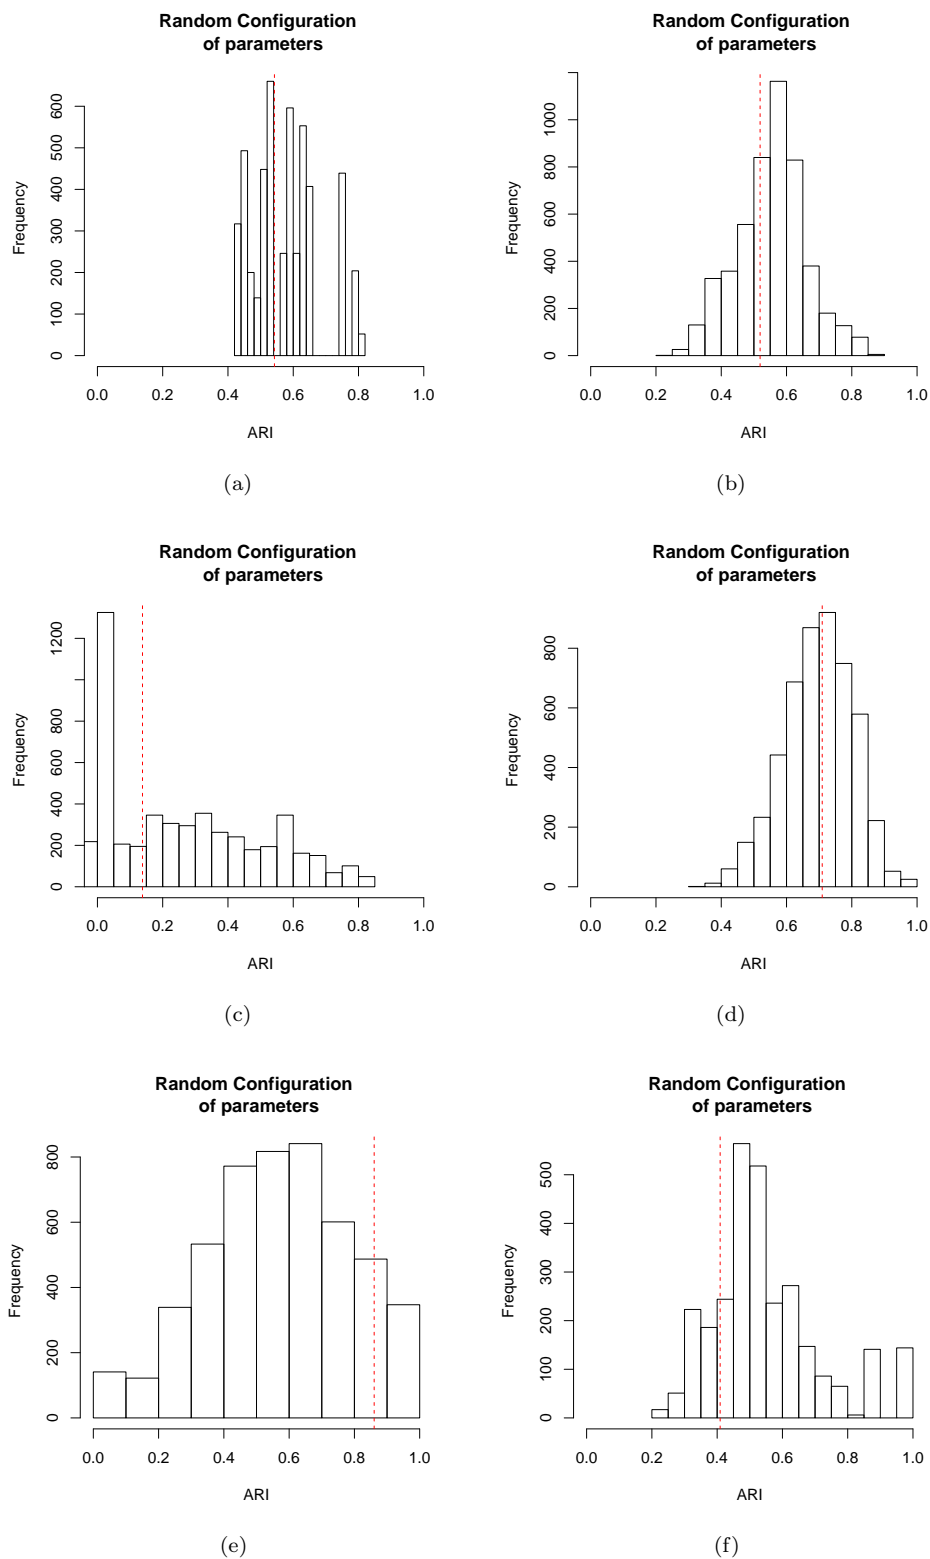 Random Configuration
of parameters
Frequency
0 100 200 300 400 500 600
0.0 0.2 0.4 0.6 0.8 1.0
ARI
(a)
Random Configuration
of parameters
Frequency
0 200 400 600 800 1000
0.0 0.2 0.4 0.6 0.8 1.0
ARI
(b)
Random Configuration
of parameters
Frequency
0 200 400 600 800 1200
0.0 0.2 0.4 0.6 0.8 1.0
ARI
(c)
Random Configuration
of parameters
Frequency
0 200 400 600 800
0.0 0.2 0.4 0.6 0.8 1.0
ARI
(d)
Random Configuration
of parameters
Frequency
0 200 400 600 800
0.0 0.2 0.4 0.6 0.8 1.0
ARI
(e)
Random Configuration
of parameters
Frequency
0 100 200 300 400 500
0.0 0.2 0.4 0.6 0.8 1.0
ARI
(f)